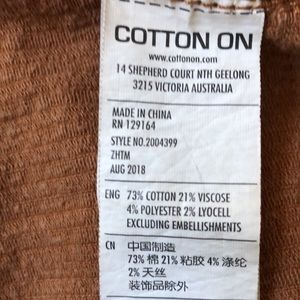 COTTON ON
www.cottonon.com
14 SHEPHERD COURT NTH GEELONG
3215 VICTORIA AUSTRALIA
MADE IN CHINA
RN 129164
STYLE NO.2004399
ZHTM
AUG 2018
ENG 73% COTTON 21% VISCOSE
4% POLYESTER 2% LYOCELL
EXCLUDING EMBELLISHMENTS
CN 中国制造
73% 棉 21% 粘胶 4% 涤纶
2% 天丝
装饰品除外